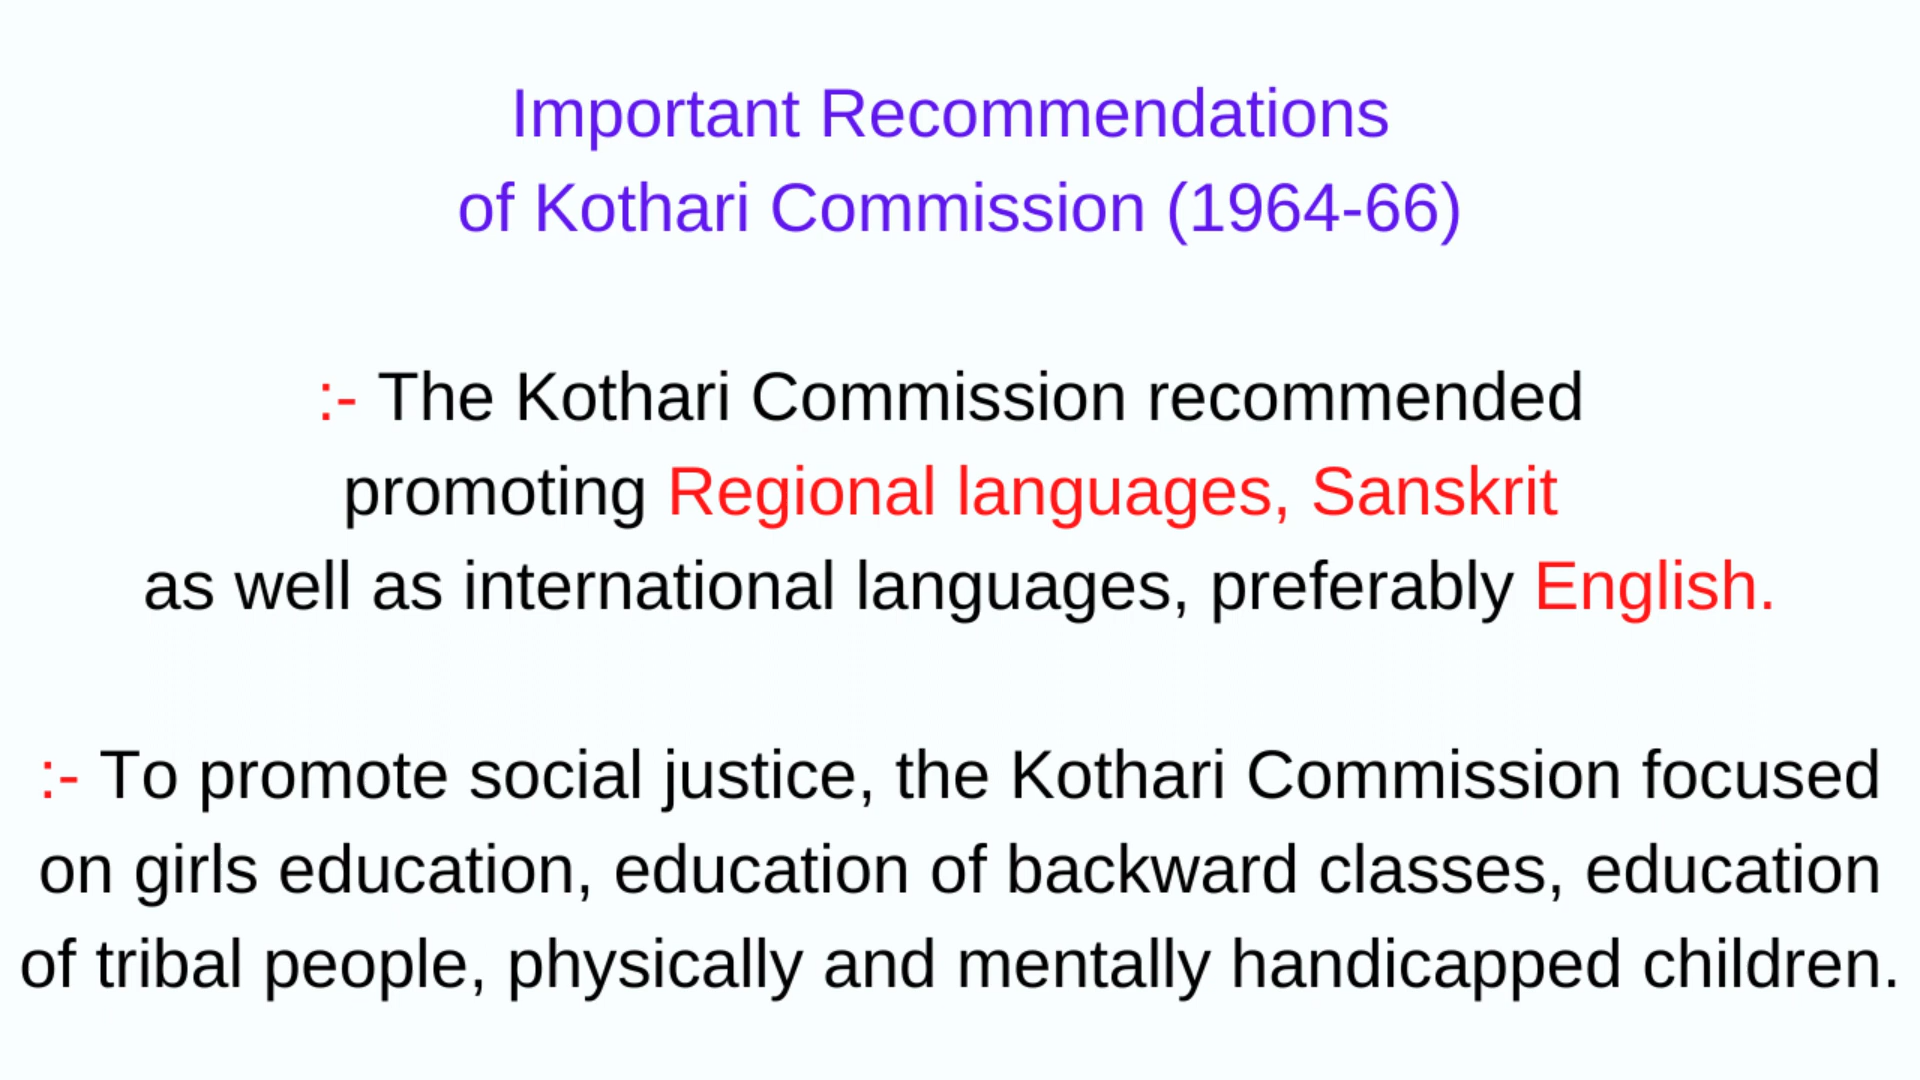 Important Recommendations
of Kothari Commission (1964-66)
:- The Kothari Commission recommended
promoting Regional languages, Sanskrit
as well as international languages, preferably English.
:- To promote social justice, the Kothari Commission focused
on girls education, education of backward classes, education
of tribal people, physically and mentally handicapped children.